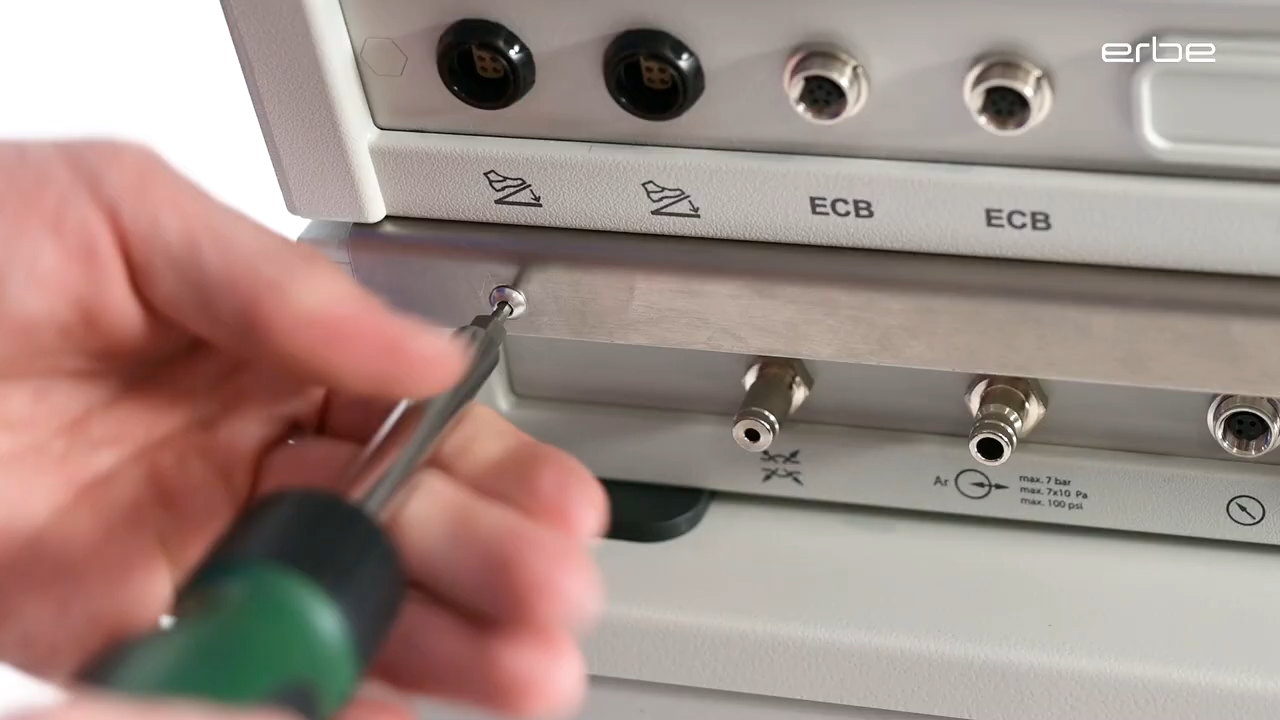 erbe
ECB
ECB
Ar
max. 7 bar
max. 7x10 Pa
max. 100 psi